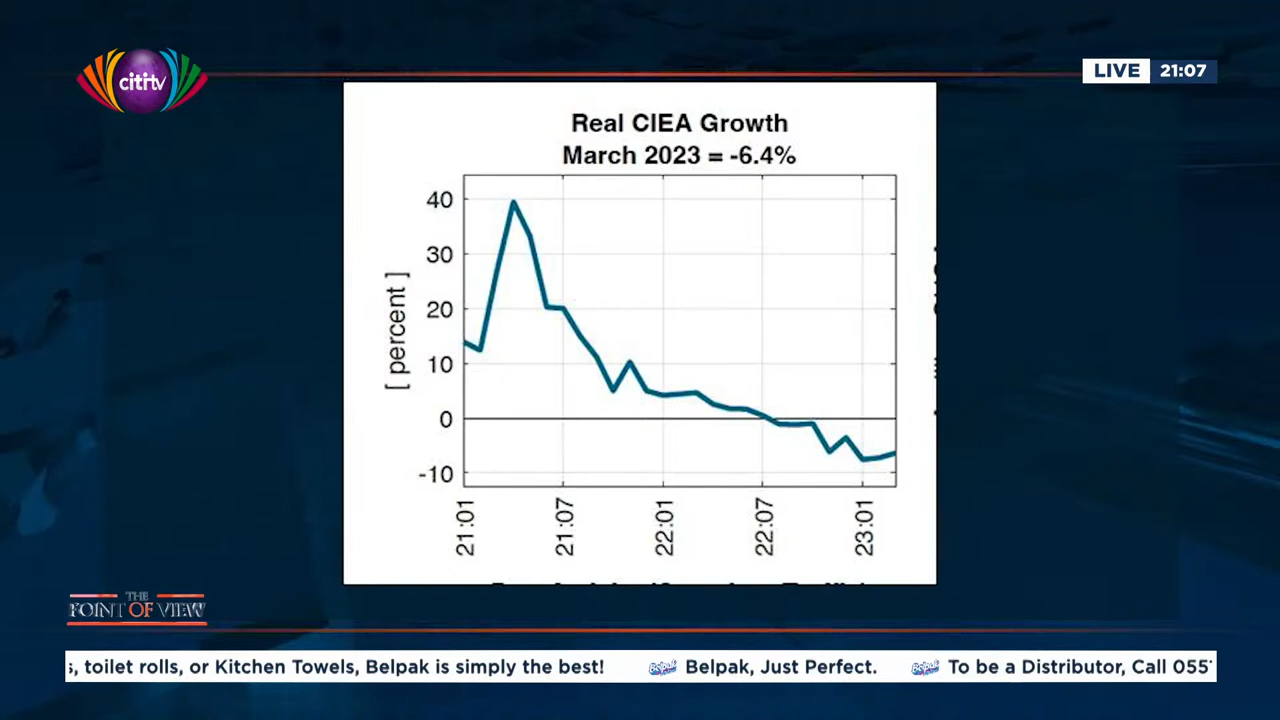 cititv
LIVE 21:07
Real CIEA Growth
March 2023 = -6.4%
[ percent ]
40
30
20
10
0
-10
21:01
21:07
22:01
22:07
23:01
THE
POINT OF VIEW
s, toilet rolls, or Kitchen Towels, Belpak is simply the best! Belpak Belpak, Just Perfect. Belpak To be a Distributor, Call 055